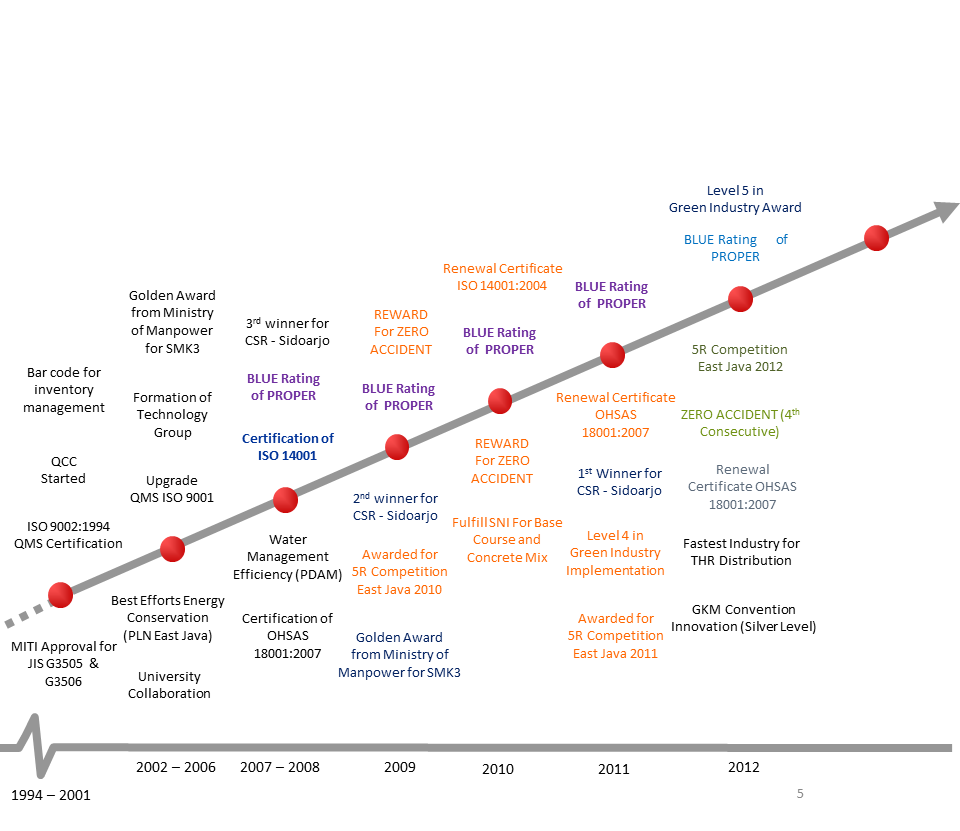 Bar code for
inventory
management
QCC
Started
ISO 9002:1994
QMS Certification
MITI Approval for
JIS G3505 &
G3506
1994 – 2001
Golden Award
from Ministry
of Manpower
for SMK3
Formation of
Technology
Group
Upgrade
QMS ISO 9001
Best Efforts Energy
Conservation
(PLN East Java)
University
Collaboration
2002 – 2006
3rd winner for
CSR - Sidoarjo
BLUE Rating
of PROPER
Certification of
ISO 14001
Water
Management
Efficiency (PDAM)
Certification of
OHSAS
18001:2007
2007 – 2008
REWARD
For ZERO
ACCIDENT
BLUE Rating
of PROPER
2nd winner for
CSR - Sidoarjo
Awarded for
5R Competition
East Java 2010
Golden Award
from Ministry of
Manpower for SMK3
2009
Renewal Certificate
ISO 14001:2004
BLUE Rating
of PROPER
REWARD
For ZERO
ACCIDENT
Fulfill SNI For Base
Course and
Concrete Mix
2010
BLUE Rating
of PROPER
Renewal Certificate
OHSAS
18001:2007
1st Winner for
CSR - Sidoarjo
Level 4 in
Green Industry
Implementation
Awarded for
5R Competition
East Java 2011
2011
Level 5 in
Green Industry Award
BLUE Rating of
PROPER
5R Competition
East Java 2012
ZERO ACCIDENT (4th
Consecutive)
Renewal
Certificate OHSAS
18001:2007
Fastest Industry for
THR Distribution
GKM Convention
Innovation (Silver Level)
2012
5